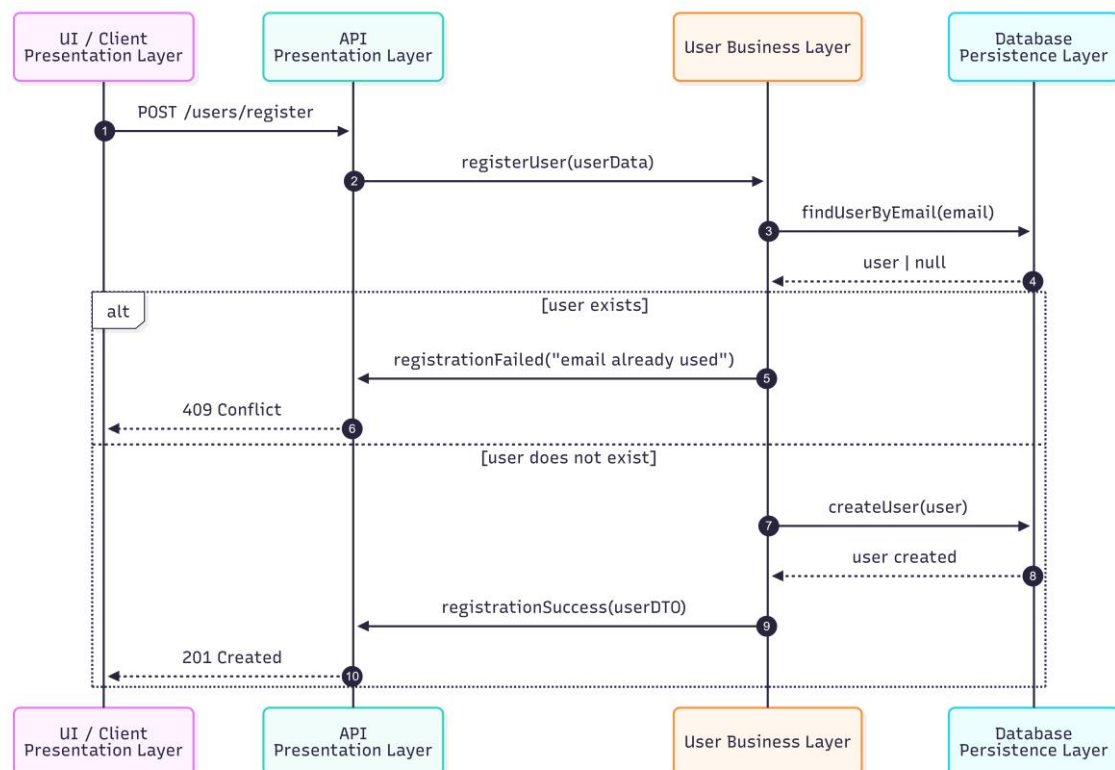 UI / Client
Presentation Layer
API
Presentation Layer
User Business Layer
Database
Persistence Layer
POST /users/register
1
registerUser(userData)
2
findUserByEmail(email)
3
user | null
4
alt
[user exists]
registrationFailed("email already used")
5
409 Conflict
6
[user does not exist]
createUser(user)
7
user created
8
registrationSuccess(userDTO)
9
201 Created
10
UI / Client
Presentation Layer
API
Presentation Layer
User Business Layer
Database
Persistence Layer